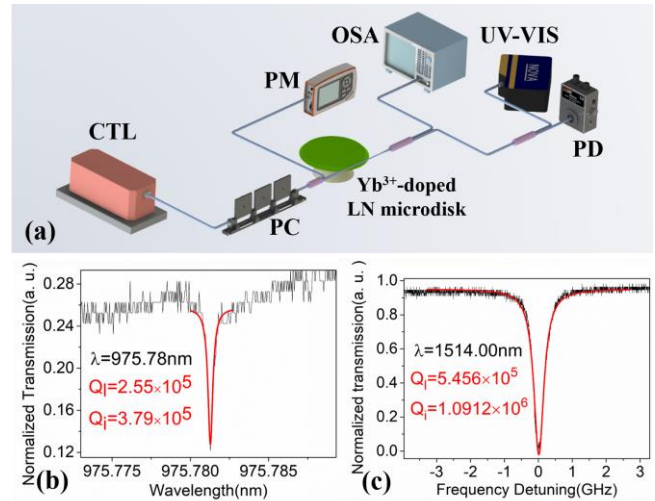 (a)
CTL
PM
OSA
UV-VIS
NOVA
PD
PC
Yb³⁺-doped
LN microdisk
Normalized Transmission(a. u.)
0.28
0.24
0.20
0.16
0.12
λ=975.78nm
Ql=2.55×10⁵
Qi=3.79×10⁵
(b)
975.775 975.780 975.785
Wavelength(nm)
Normalized transmission(a. u.)
1.0
0.8
0.6
0.4
0.2
0.0
λ=1514.00nm
Qi=5.456×10⁵
Qi=1.0912×10⁶
(c)
-3 -2 -1 0 1 2 3
Frequency Detuning(GHz)